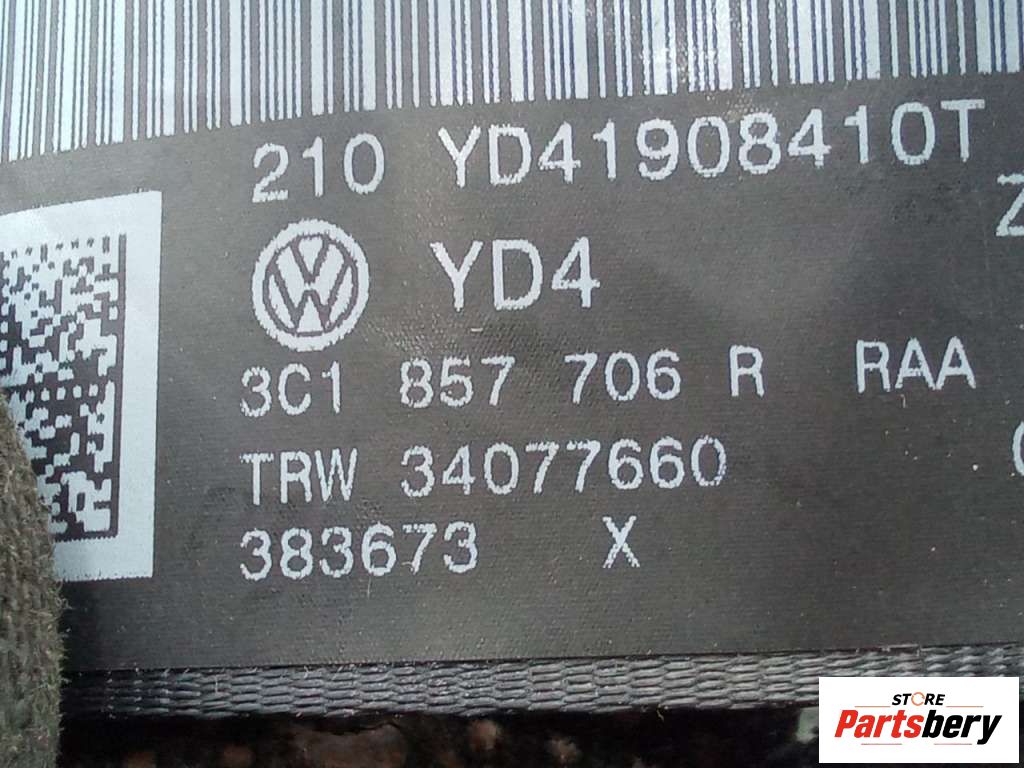 210 YD41908410T
Z
YD4
3C1 857 706 R RAA
TRW 34077660
383673 X
STORE
Partsbery